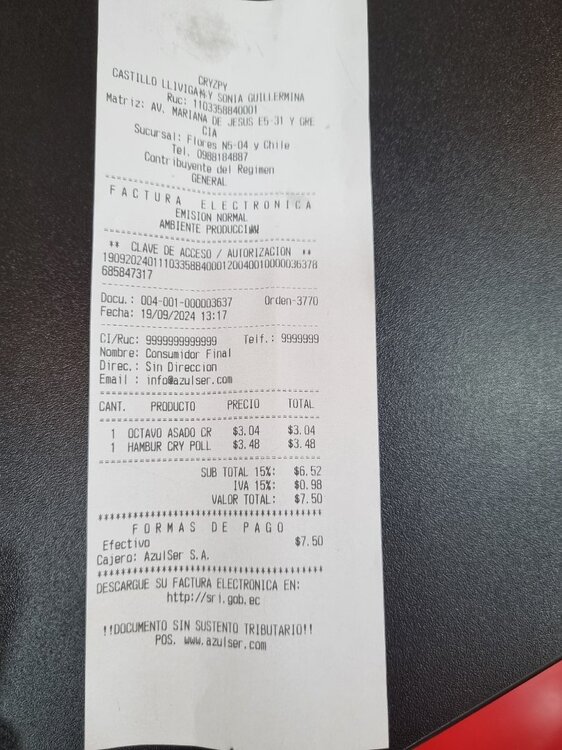 CRYZPY
CASTILLO LLIVIGAÑAY SONIA GUILLERMINA
Ruc: 1103358840001
Matriz: AV. MARIANA DE JESUS E5-31 Y GRE
CIA
Sucursal: Flores N5-04 y Chile
Tel. 0988184887
Contribuyente del Regimen
GENERAL
FACTURA ELECTRONICA
EMISION NORMAL
AMBIENTE PRODUCCION
** CLAVE DE ACCESO / AUTORIZACION **
1909202401110335884000120040010000036378
685847317
Docu.: 004-001-000003637 Orden-3770
Fecha: 19/09/2024 13:17
CI/Ruc: 9999999999999 Telf.: 9999999
Nombre: Consumidor Final
Direc.: Sin Direccion
Email : info@azulser.com
CANT. PRODUCTO PRECIO TOTAL
1 OCTAVO ASADO CR $3.04 $3.04
1 HAMBUR CRY POLL $3.48 $3.48
SUB TOTAL 15%: $6.52
IVA 15%: $0.98
VALOR TOTAL: $7.50
FORMAS DE PAGO
Efectivo $7.50
Cajero: AzulSer S.A.
DESCARGUE SU FACTURA ELECTRONICA EN:
http://sri.gob.ec
!!DOCUMENTO SIN SUSTENTO TRIBUTARIO!!
POS. www.azulser.com